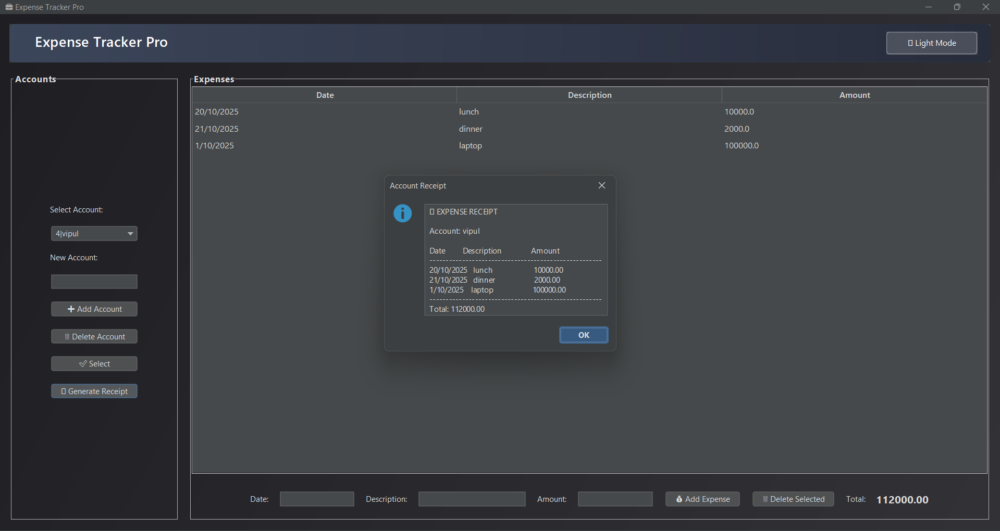 Expense Tracker Pro
Expense Tracker Pro
Light Mode
Accounts
Select Account:
4|vipul
New Account:
Add Account
Delete Account
Select
Generate Receipt
Expenses
Date Description Amount
20/10/2025 lunch 10000.0
21/10/2025 dinner 2000.0
1/10/2025 laptop 100000.0
Account Receipt
EXPENSE RECEIPT
Account: vipul
Date Description Amount
20/10/2025 lunch 10000.00
21/10/2025 dinner 2000.00
1/10/2025 laptop 100000.00
Total: 112000.00
OK
Date: Description: Amount: Add Expense Delete Selected Total: 112000.00